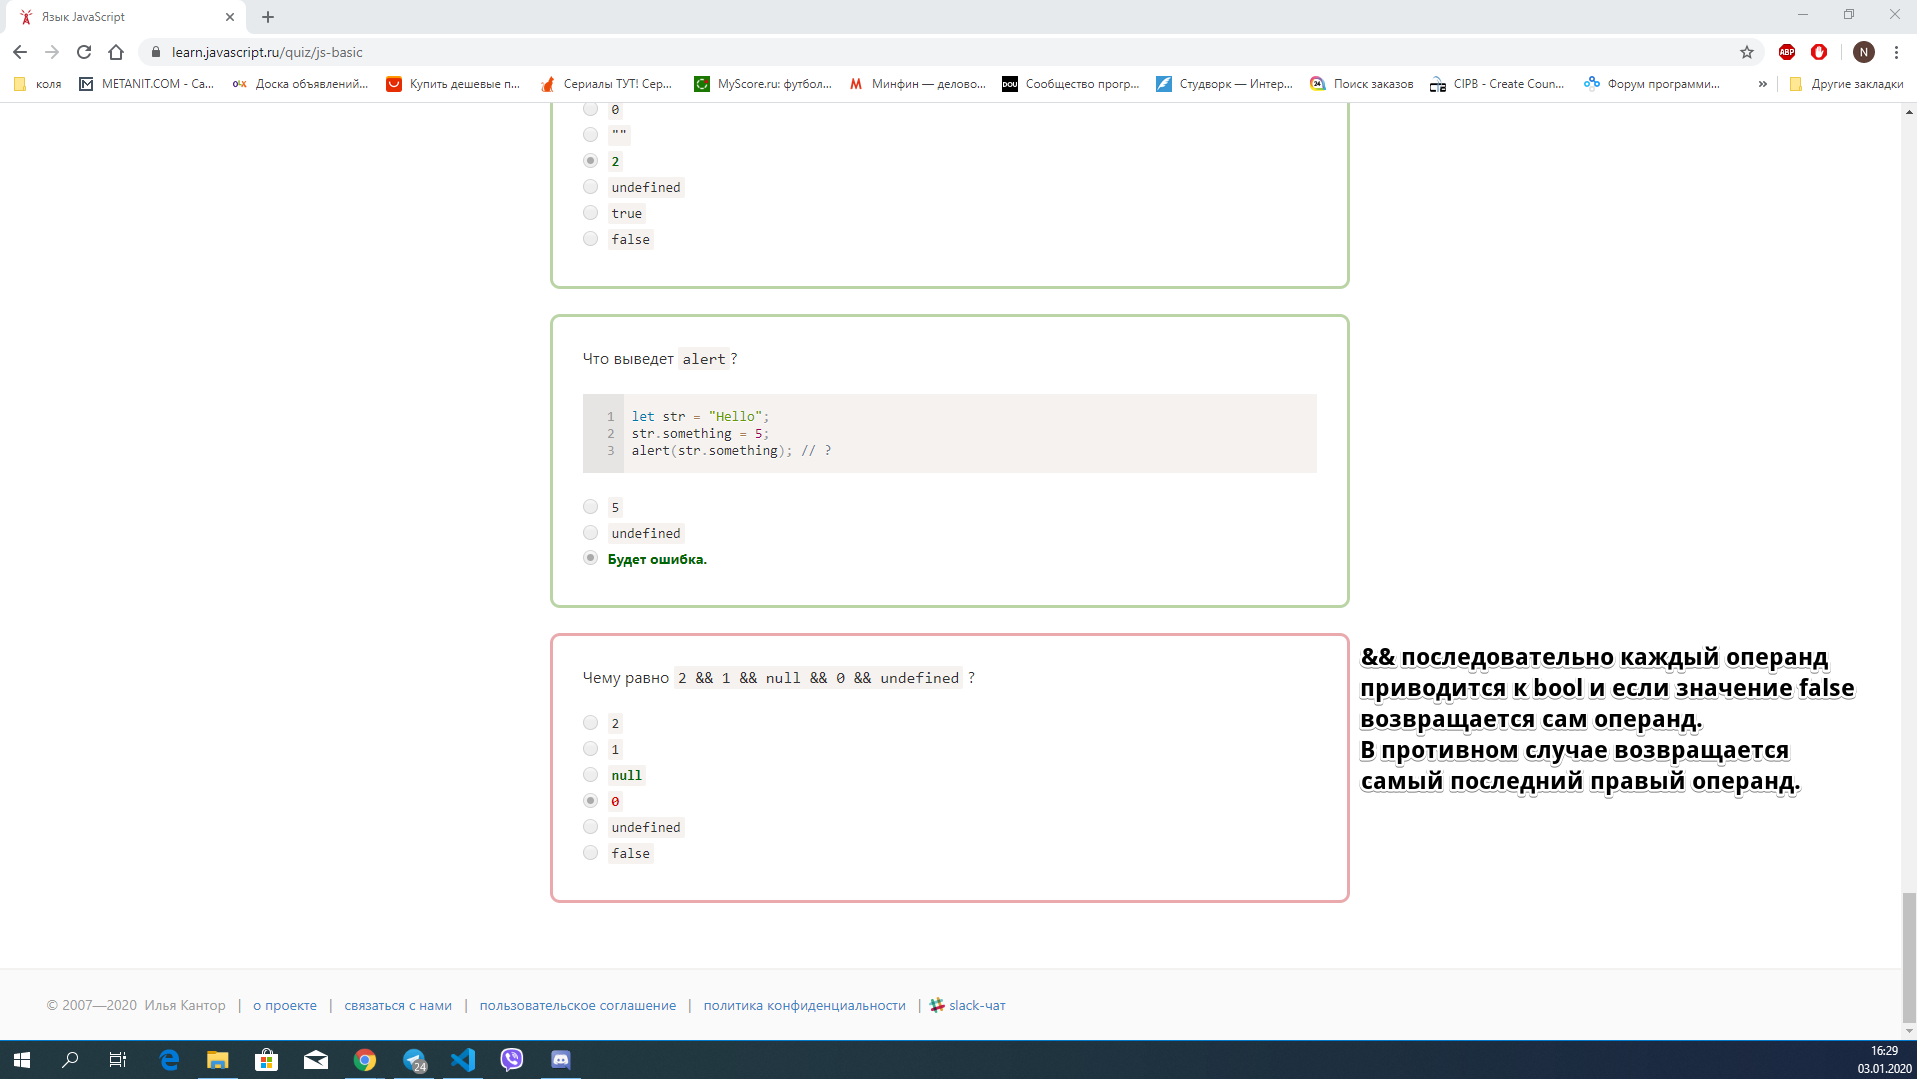 Язык JavaScript
learn.javascript.ru/quiz/js-basic
ABP
N
коля
METANIT.COM - Са...
Доска объявлений...
Купить дешевые п...
Сериалы ТУТ! Сер...
MyScore.ru: футбол...
Минфин — делово...
DOU Сообщество прогр...
Студворк — Интер...
24 Поиск заказов
CIPB - Create Coun...
Форум программи...
»
Другие закладки
0
""
2
undefined
true
false
Что выведет alert?
1 let str = "Hello";
2 str.something = 5;
3 alert(str.something); // ?
5
undefined
Будет ошибка.
Чему равно 2 && 1 && null && 0 && undefined ?
2
1
null
0
undefined
false
&& последовательно каждый операнд
приводится к bool и если значение false
возвращается сам операнд.
В противном случае возвращается
самый последний правый операнд.
© 2007—2020 Илья Кантор | о проекте | связаться с нами | пользовательское соглашение | политика конфиденциальности | slack-чат
24
16:29
03.01.2020